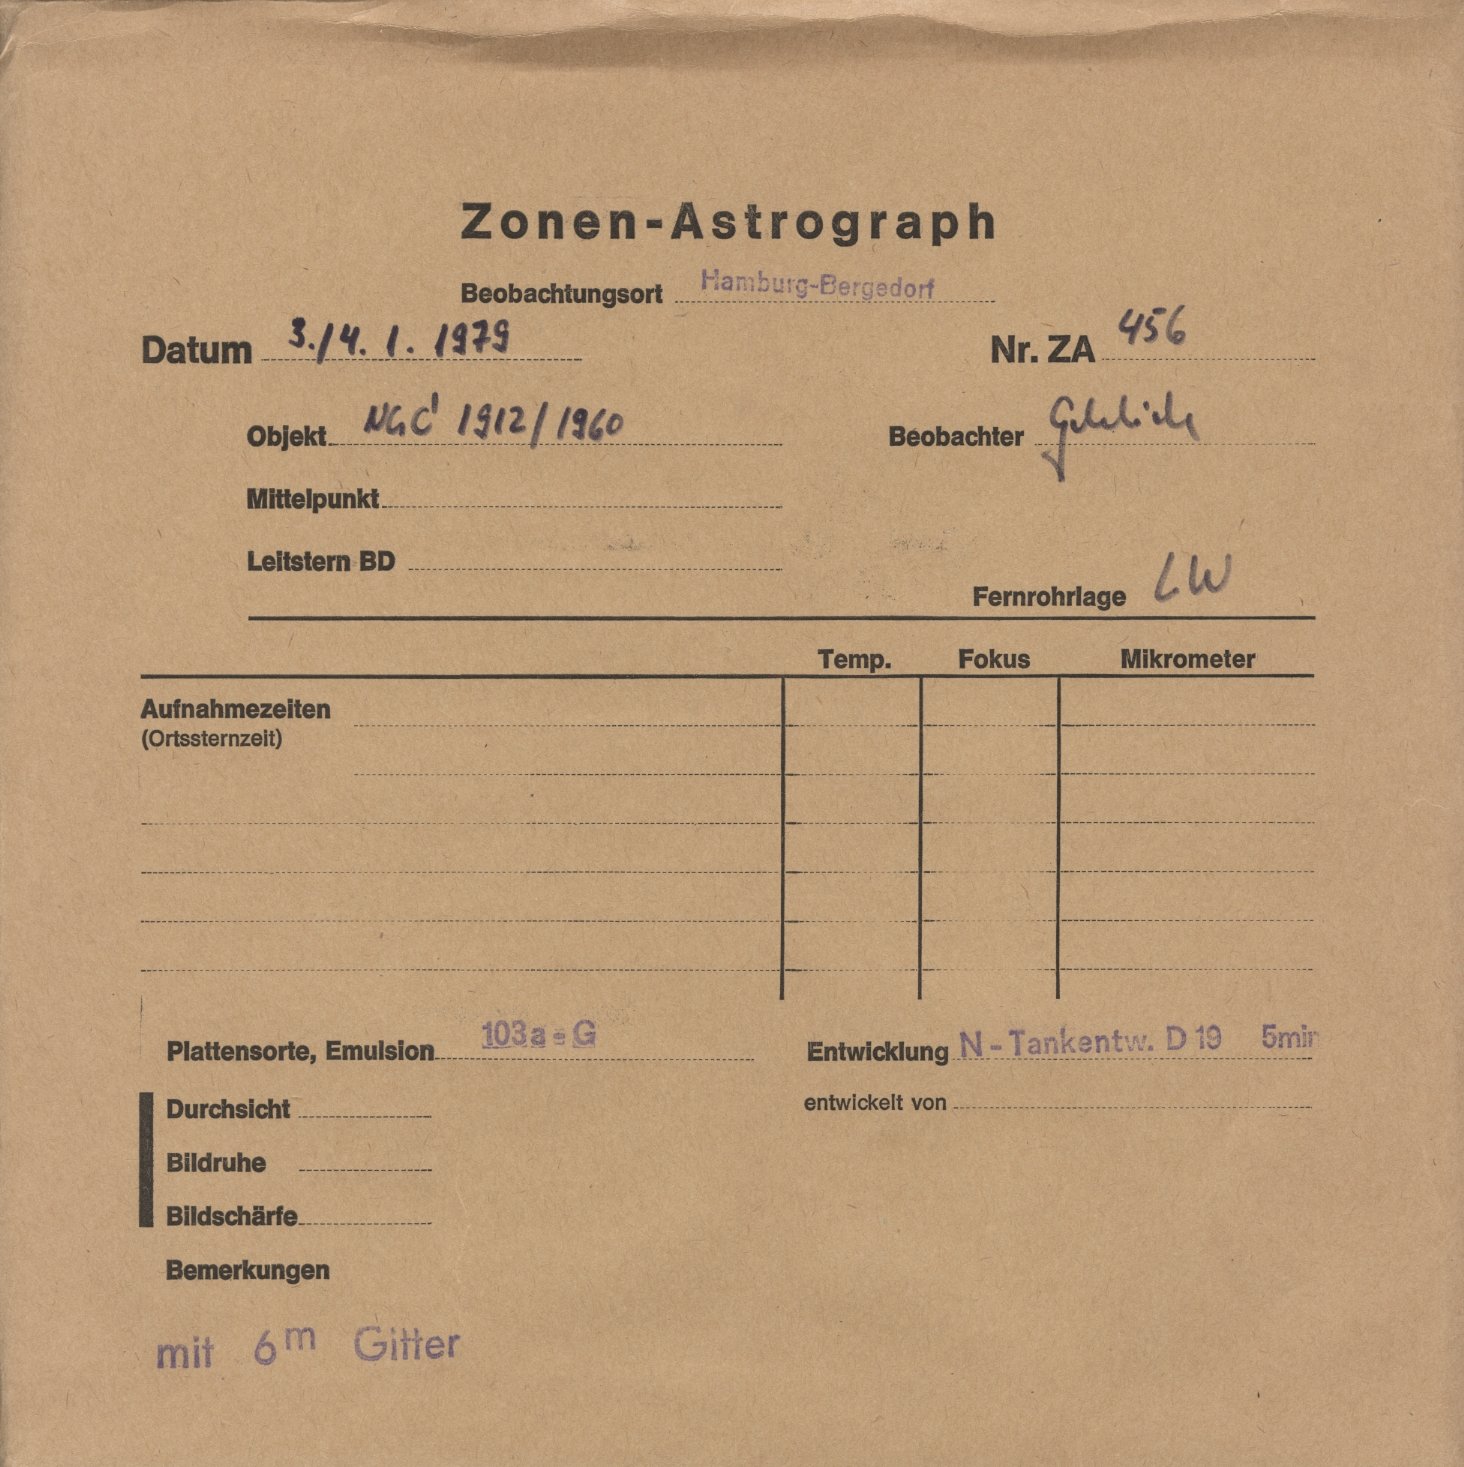 Zonen-Astrograph
Beobachtungsort Hamburg-Bergedorf
Datum 3./4. 1. 1979 Nr. ZA 456
Objekt NGC 1912/1960 Beobachter
Mittelpunkt
Leitstern BD
Fernrohrlage LW
Temp. Fokus Mikrometer
Aufnahmezeiten
(Ortssternzeit)
Plattensorte, Emulsion 103a-G Entwicklung N-Tankentw. D 19 5min
Durchsicht entwickelt von
Bildruhe
Bildschärfe
Bemerkungen
mit 6m Gitter